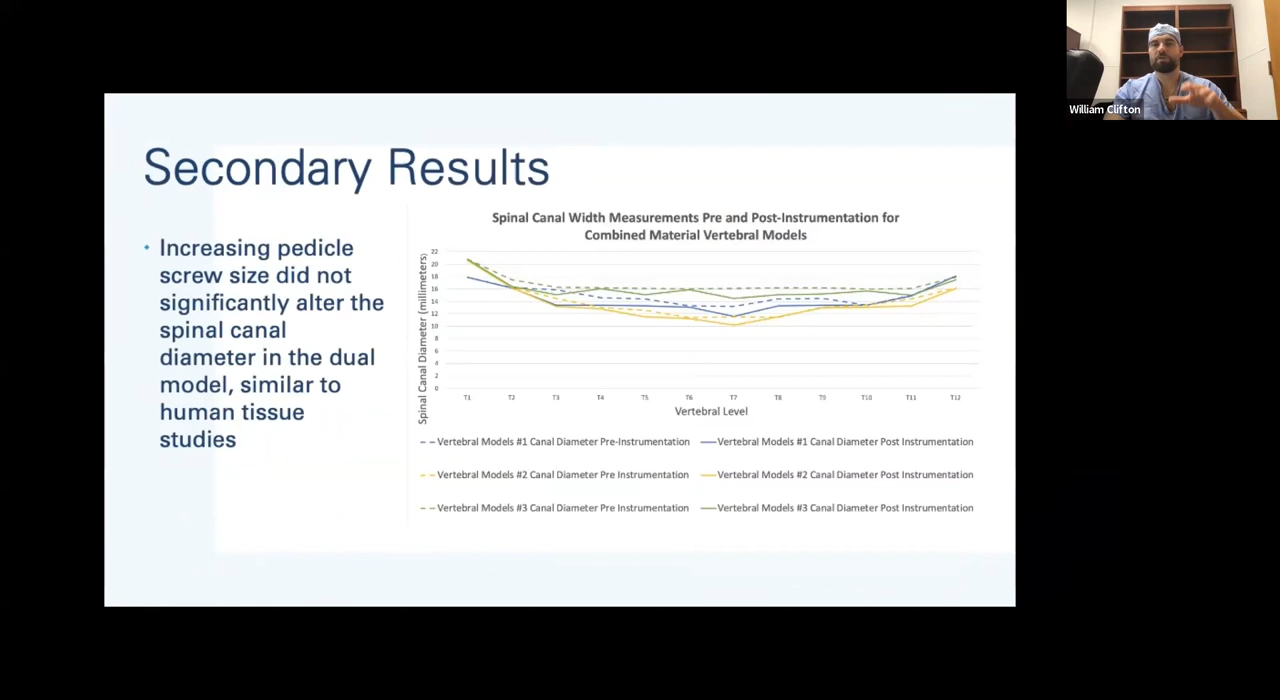 William Clifton
Secondary Results
• Increasing pedicle
screw size did not
significantly alter the
spinal canal
diameter in the dual
model, similar to
human tissue
studies
Spinal Canal Width Measurements Pre and Post-Instrumentation for
Combined Material Vertebral Models
Spinal Canal Diameter (millimeters)
22
20
18
16
14
12
10
8
6
4
2
0
T1 T2 T3 T4 T5 T6 T7 T8 T9 T10 T11 T12
Vertebral Level
Vertebral Models #1 Canal Diameter Pre-Instrumentation Vertebral Models #1 Canal Diameter Post Instrumentation
Vertebral Models #2 Canal Diameter Pre Instrumentation Vertebral Models #2 Canal Diameter Post Instrumentation
Vertebral Models #3 Canal Diameter Pre Instrumentation Vertebral Models #3 Canal Diameter Post Instrumentation